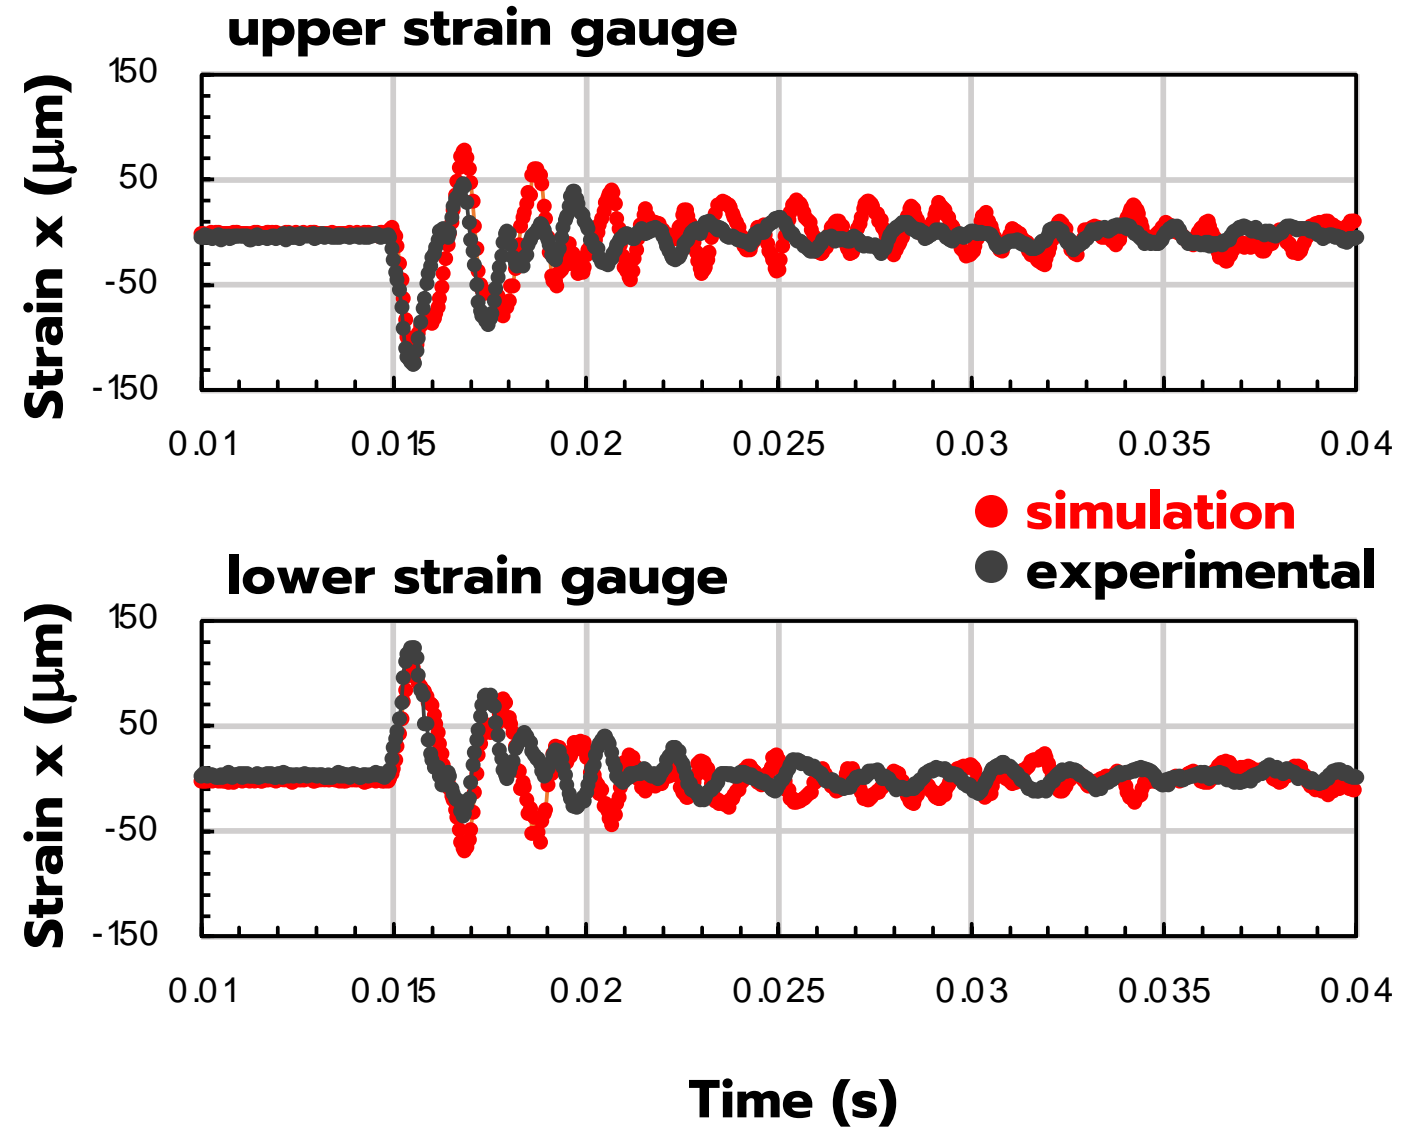 upper strain gauge
Strain x (μm)
150
50
-50
-150
0.01 0.015 0.02 0.025 0.03 0.035 0.04
simulation
experimental
lower strain gauge
Strain x (μm)
150
50
-50
-150
0.01 0.015 0.02 0.025 0.03 0.035 0.04
Time (s)